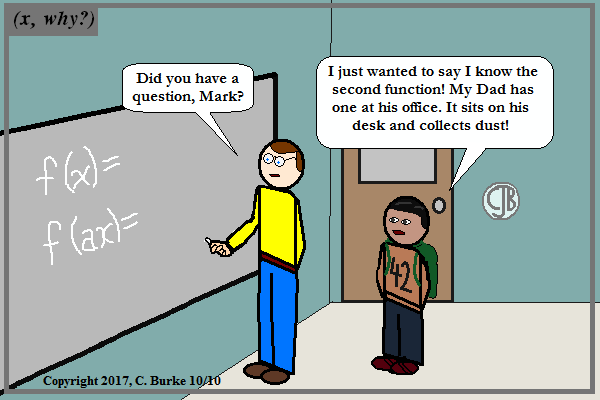 (x, why?)
Did you have a
question, Mark?
I just wanted to say I know the
second function! My Dad has
one at his office. It sits on his
desk and collects dust!
f(x)=
f(ax)=
CJB
42
Copyright 2017, C. Burke 10/10